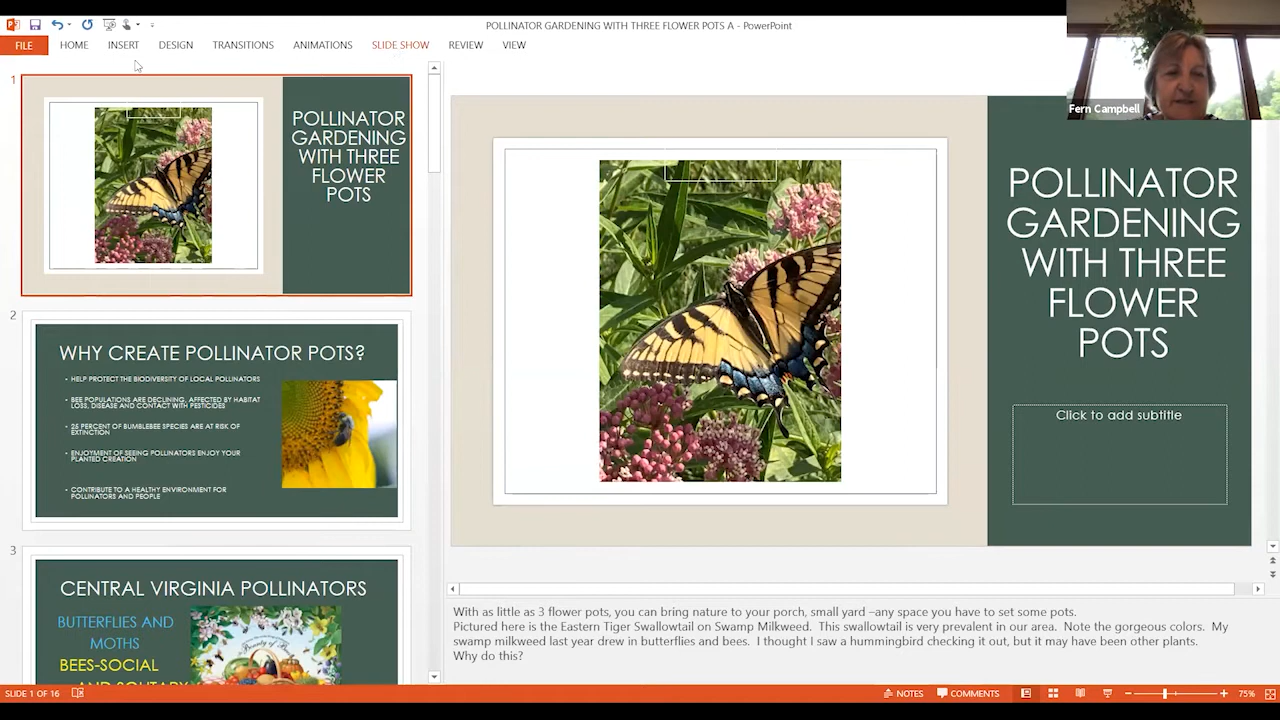 POLLINATOR GARDENING WITH THREE FLOWER POTS A - PowerPoint
FILE HOME INSERT DESIGN TRANSITIONS ANIMATIONS SLIDE SHOW REVIEW VIEW
Fern Campbell
1
POLLINATOR
GARDENING
WITH THREE
FLOWER
POTS
2
WHY CREATE POLLINATOR POTS?
• HELP PROTECT THE BIODIVERSITY OF LOCAL POLLINATORS
• BEE POPULATIONS ARE DECLINING, AFFECTED BY HABITAT
LOSS, DISEASE AND CONTACT WITH PESTICIDES
• 25 PERCENT OF BUMBLEBEE SPECIES ARE AT RISK OF
EXTINCTION
• ENJOYMENT OF SEEING POLLINATORS ENJOY YOUR
PLANTED CREATION
• CONTRIBUTE TO A HEALTHY ENVIRONMENT FOR
POLLINATORS AND PEOPLE
3
CENTRAL VIRGINIA POLLINATORS
BUTTERFLIES AND
MOTHS
BEES-SOCIAL
AND SOLITARY
POLLINATOR
GARDENING
WITH THREE
FLOWER
POTS
Click to add subtitle
With as little as 3 flower pots, you can bring nature to your porch, small yard –any space you have to set some pots.
Pictured here is the Eastern Tiger Swallowtail on Swamp Milkweed. This swallowtail is very prevalent in our area. Note the gorgeous colors. My
swamp milkweed last year drew in butterflies and bees. I thought I saw a hummingbird checking it out, but it may have been other plants.
Why do this?
SLIDE 1 OF 16 NOTES COMMENTS 75%